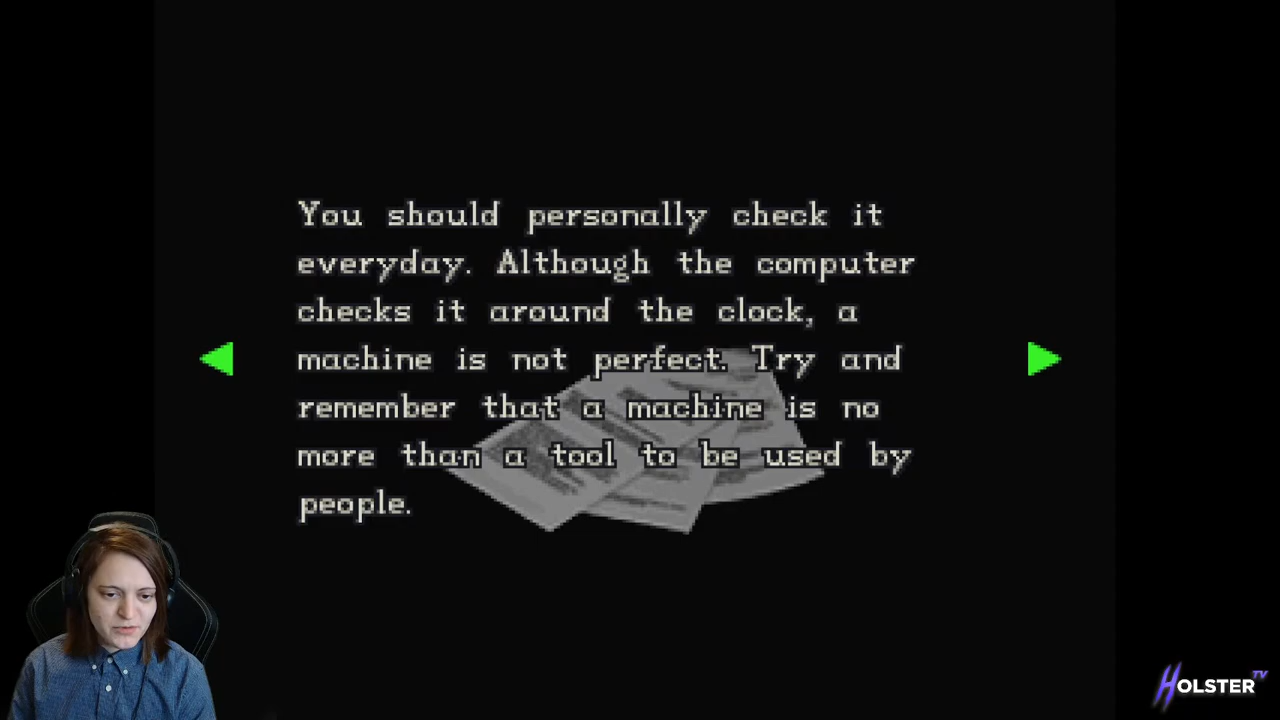 You should personally check it
everyday. Although the computer
checks it around the clock, a
machine is not perfect. Try and
remember that a machine is no
more than a tool to be used by
people.
HOLSTER TV